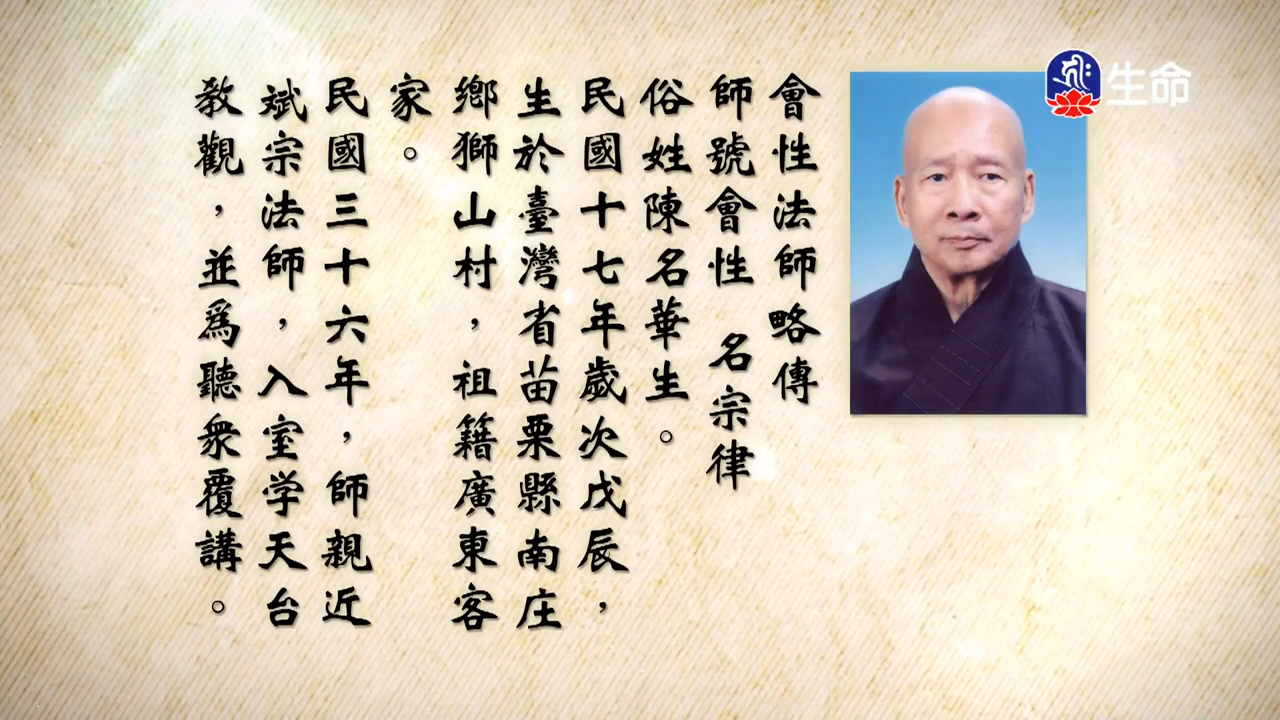 會性法師略傳
師號會性 名宗律
俗姓陳名華生。
民國十七年歲次戊辰，
生於臺灣省苗栗縣南庄
鄉獅山村，祖籍廣東客
家。
民國三十六年，師親近
斌宗法師，入室学天台
教觀，並為聽衆覆講。
生命